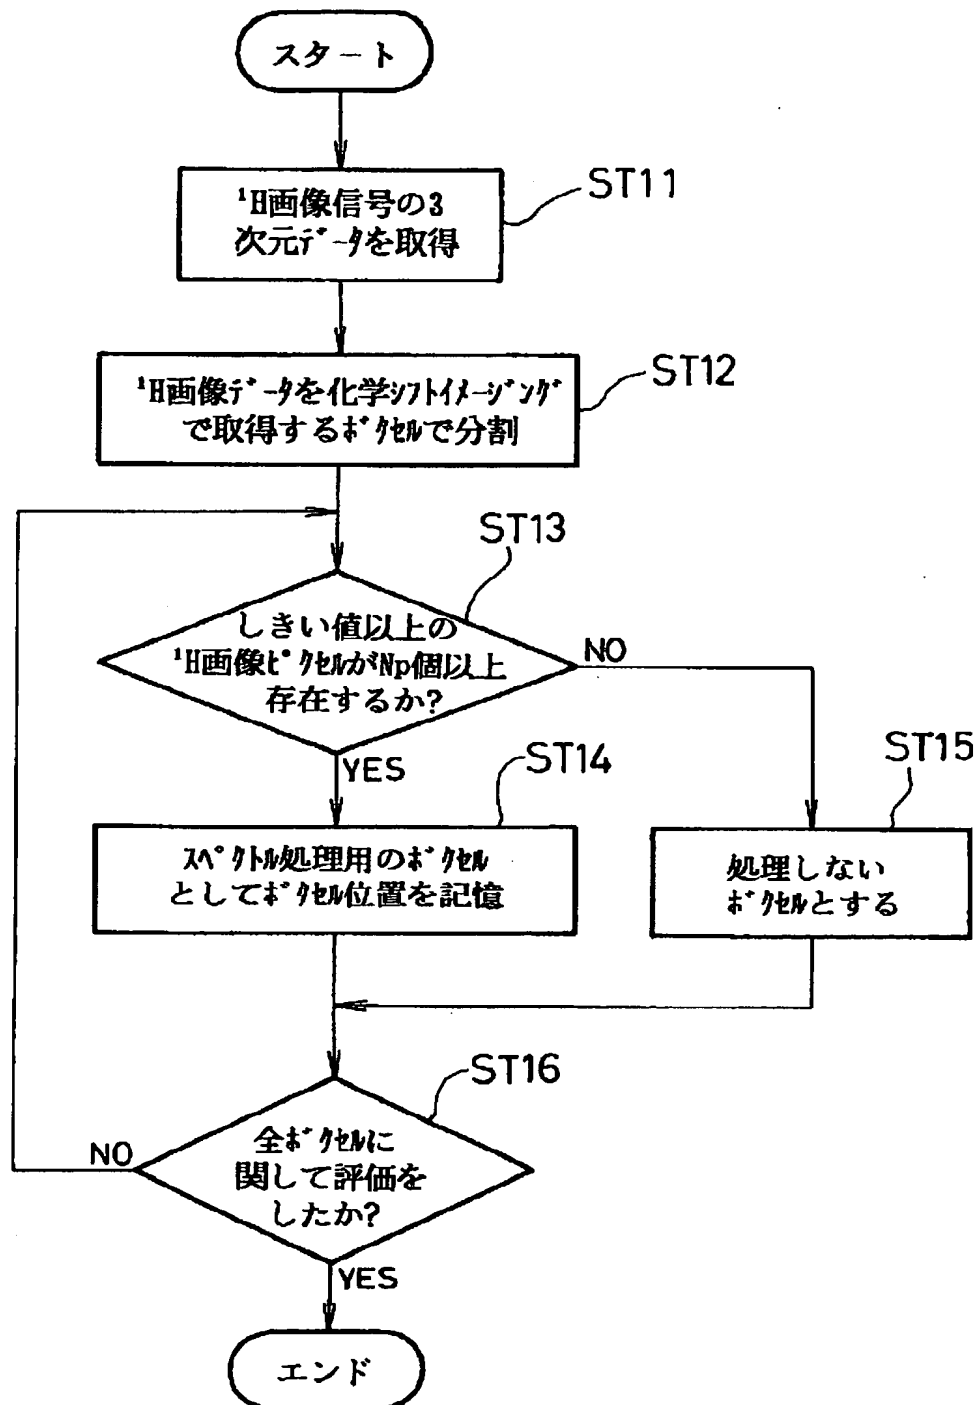 スタート
ST11
¹H画像信号の3
次元ﾃﾞｰﾀを取得
ST12
¹H画像ﾃﾞｰﾀを化学ｼﾌﾄｲﾒｰｼﾞﾝｸﾞ
で取得するﾎﾞｸｾﾙで分割
ST13
しきい値以上の
¹H画像ﾋﾟｸｾﾙがNp個以上
存在するか?
NO
YES
ST14
ST15
ｽﾍﾟｸﾄﾙ処理用のﾎﾞｸｾﾙ
としてﾎﾞｸｾﾙ位置を記憶
処理しない
ﾎﾞｸｾﾙとする
ST16
全ﾎﾞｸｾﾙに
関して評価を
したか?
NO
YES
エンド